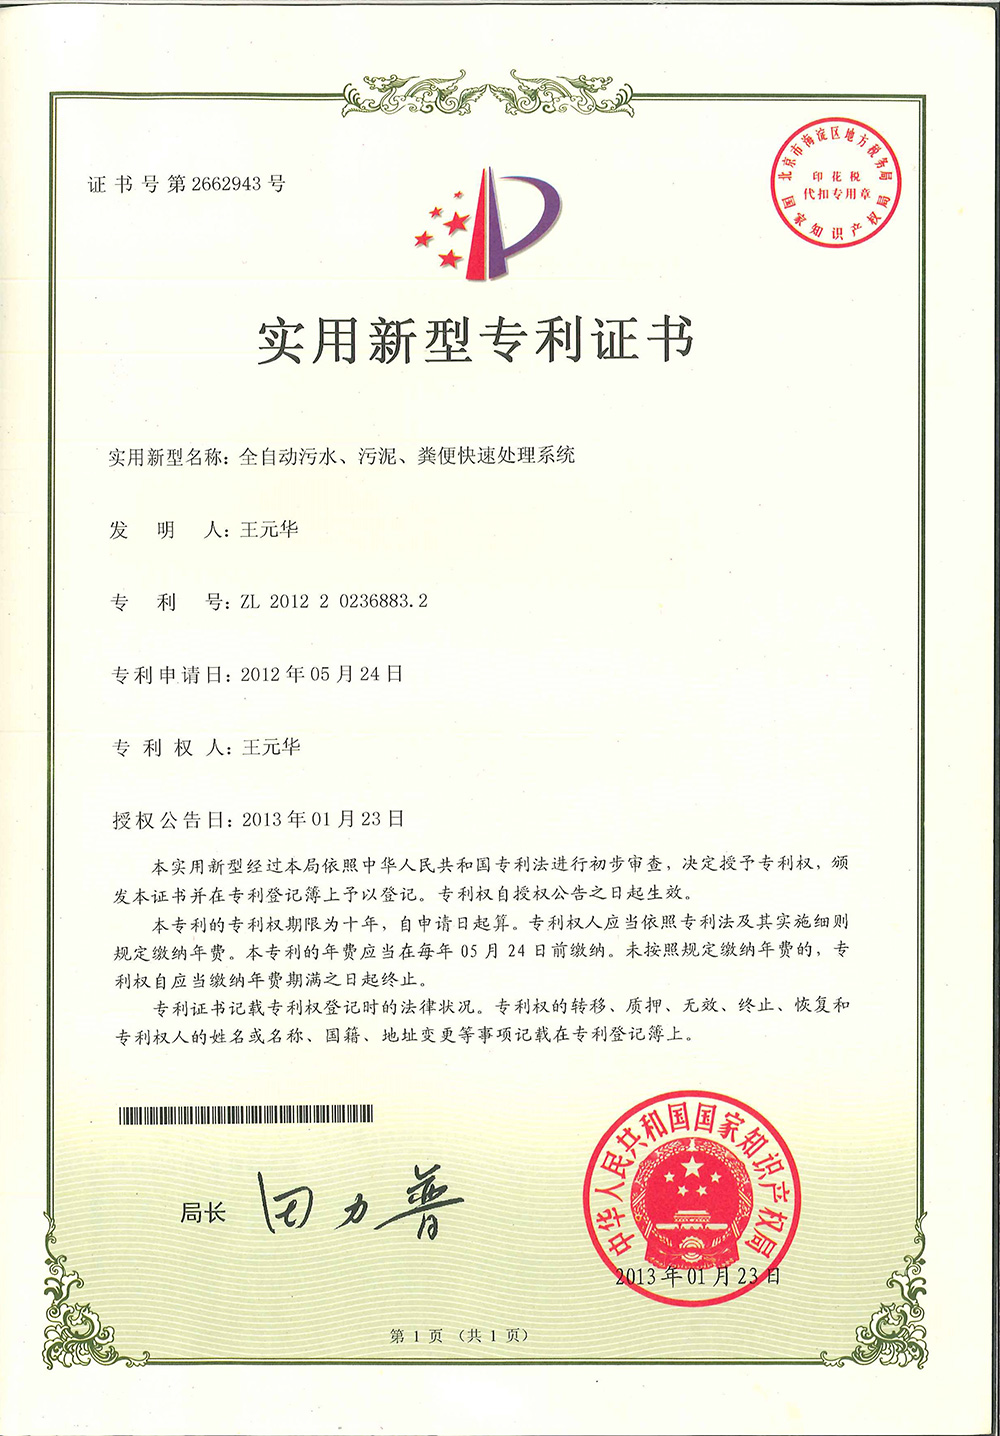 证书号第2662943号
北京市海淀区地方税务局
印花税
代扣专用章
国家知识产权局
实用新型专利证书
实用新型名称：全自动污水、污泥、粪便快速处理系统
发明人：王元华
专利号：ZL 2012 2 0236883.2
专利申请日：2012年05月24日
专利权人：王元华
授权公告日：2013年01月23日
本实用新型经过本局依照中华人民共和国专利法进行初步审查，决定授予专利权，颁
发本证书并在专利登记簿上予以登记。专利权自授权公告之日起生效。
本专利的专利权期限为十年，自申请日起算。专利权人应当依照专利法及其实施细则
规定缴纳年费。本专利的年费应当在每年05月24日前缴纳。未按照规定缴纳年费的，专
利权自应当缴纳年费期满之日起终止。
专利证书记载专利权登记时的法律状况。专利权的转移、质押、无效、终止、恢复和
专利权人的姓名或名称、国籍、地址变更等事项记载在专利登记簿上。
局长 田力普
中华人民共和国国家知识产权局
2013年01月23日
第1页（共1页）